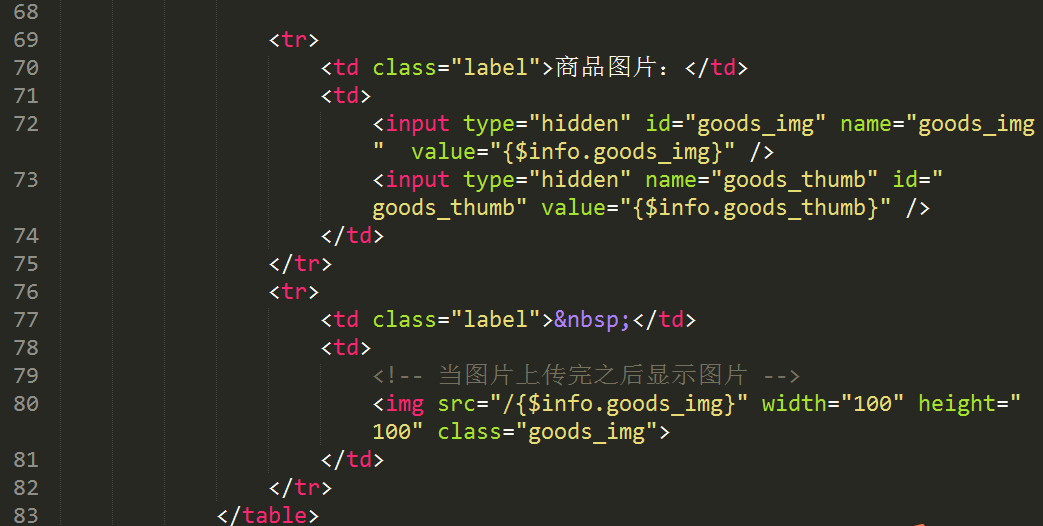 68
69 <tr>
70 <td class="label">商品图片：</td>
71 <td>
72 <input type="hidden" id="goods_img" name="goods_img
"  value="{$info.goods_img}" />
73 <input type="hidden" name="goods_thumb" id="
goods_thumb" value="{$info.goods_thumb}" />
74 </td>
75 </tr>
76 <tr>
77 <td class="label">&nbsp;</td>
78 <td>
79 <!-- 当图片上传完之后显示图片 -->
80 <img src="/{$info.goods_img}" width="100" height="
100" class="goods_img">
81 </td>
82 </tr>
83 </table>